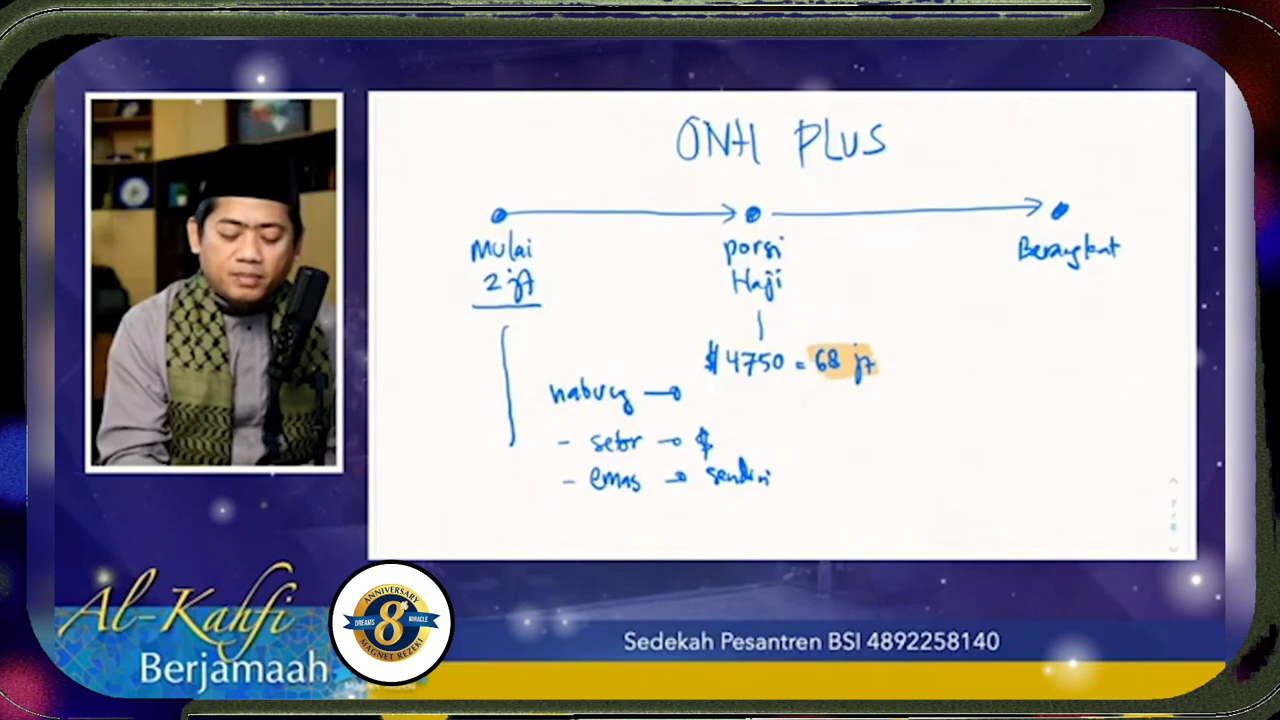 ONH PLUS
Mulai
2 jt
porsi
Haji
Berangkat
$ 4750 = 68 jt
nabung
- setor → $
- emas → sendiri
Al-Kahfi
Berjamaah
ANNIVERSARY
DREAMS
8
MIRACLE
MAGNET REZEKI
Sedekah Pesantren BSI 4892258140